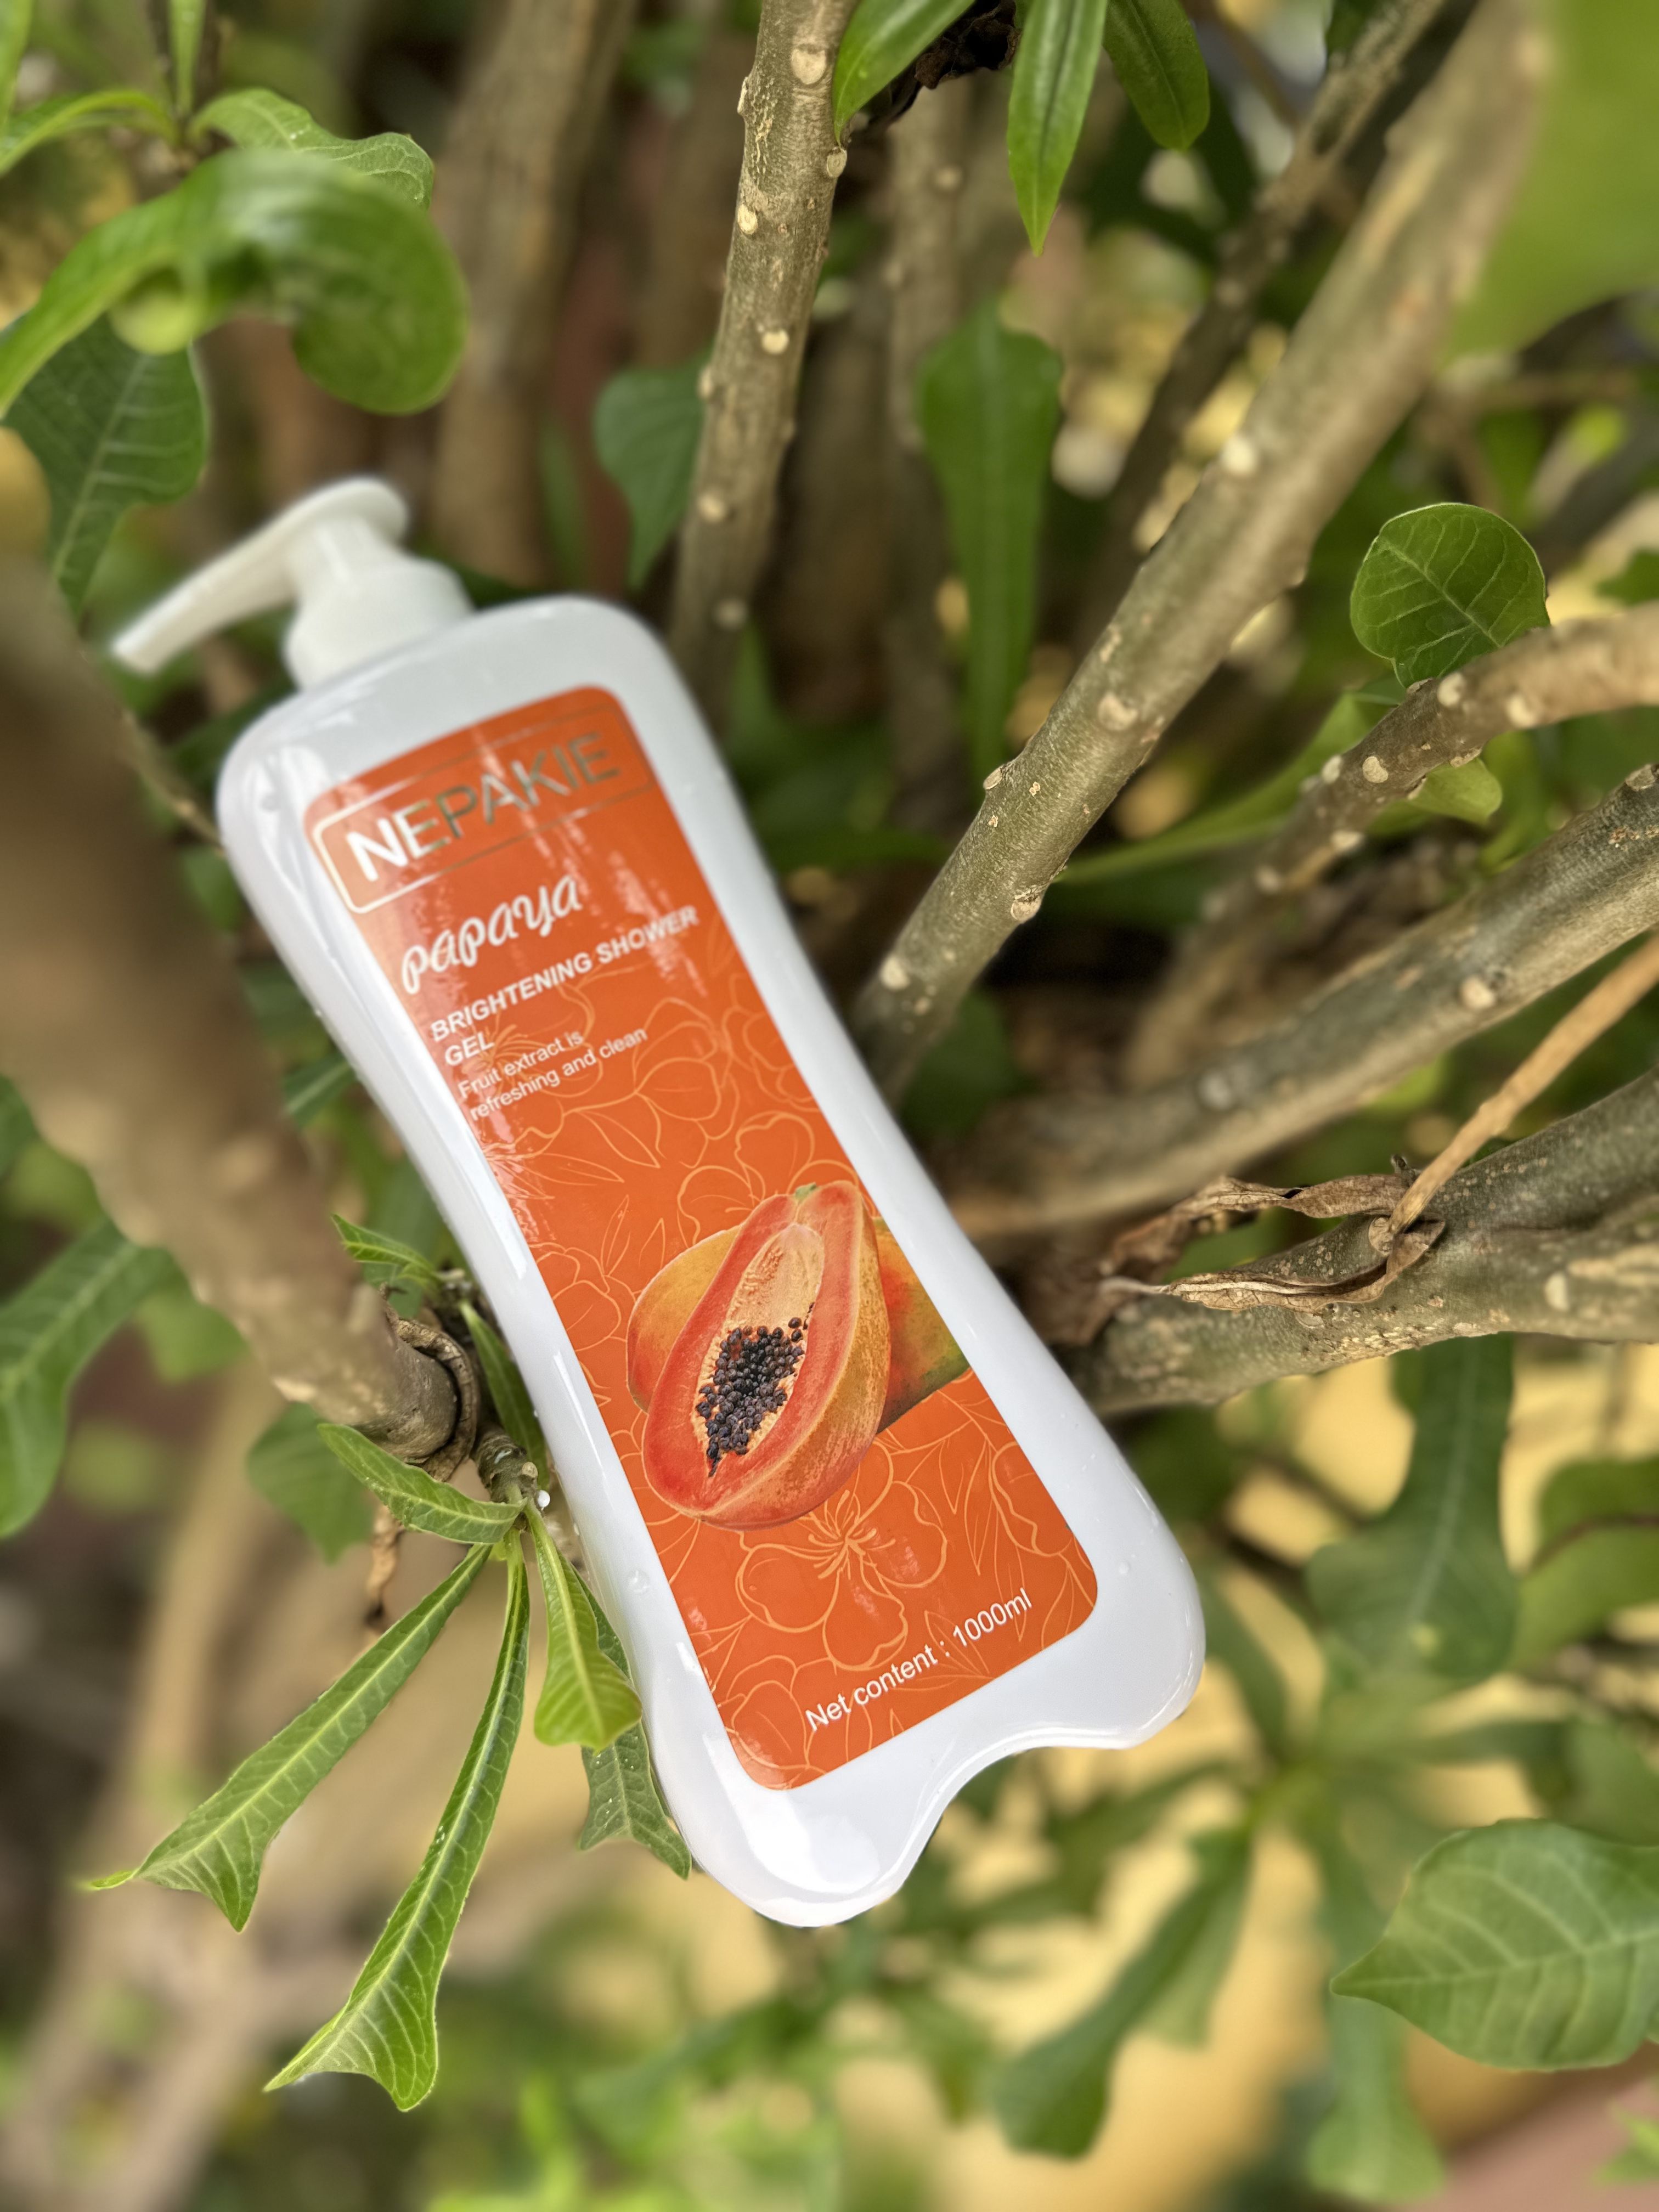 NEPAKIE
PAPAYA
BRIGHTENING SHOWER
GEL
Fruit extract is
refreshing and clean
Net content : 1000ml